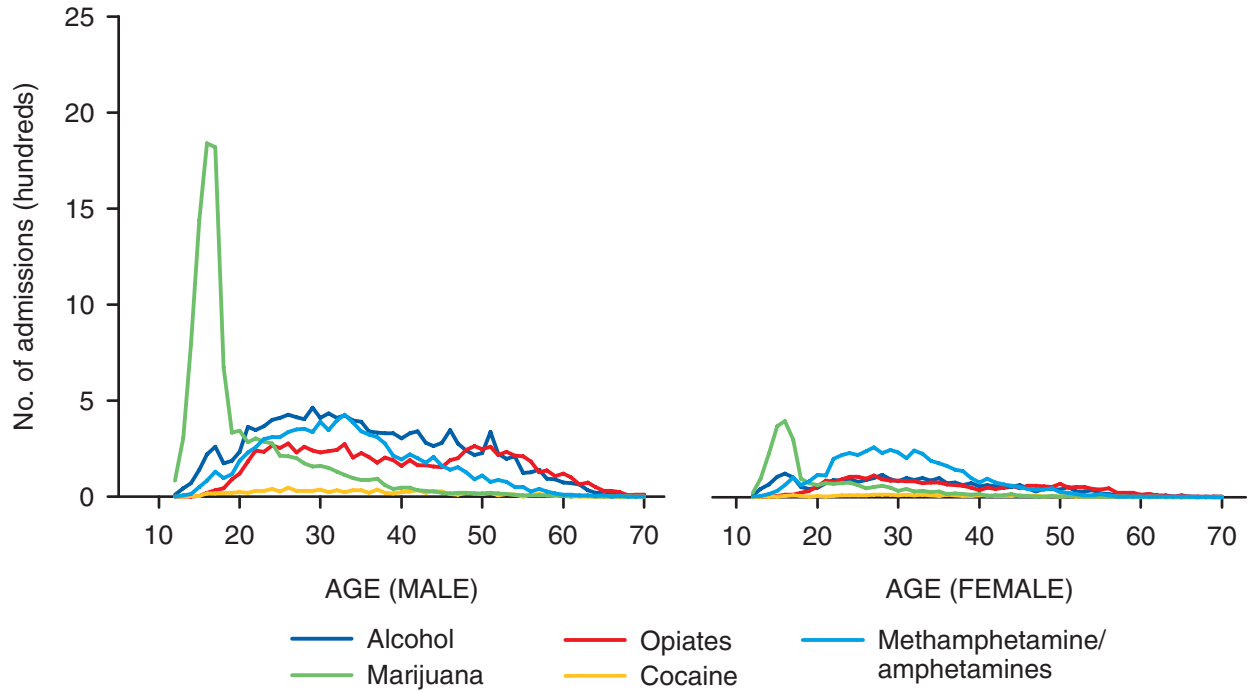 No. of admissions (hundreds)
25
20
15
10
5
0
10 20 30 40 50 60 70
AGE (MALE)
10 20 30 40 50 60 70
AGE (FEMALE)
Alcohol
Marijuana
Opiates
Cocaine
Methamphetamine/
amphetamines